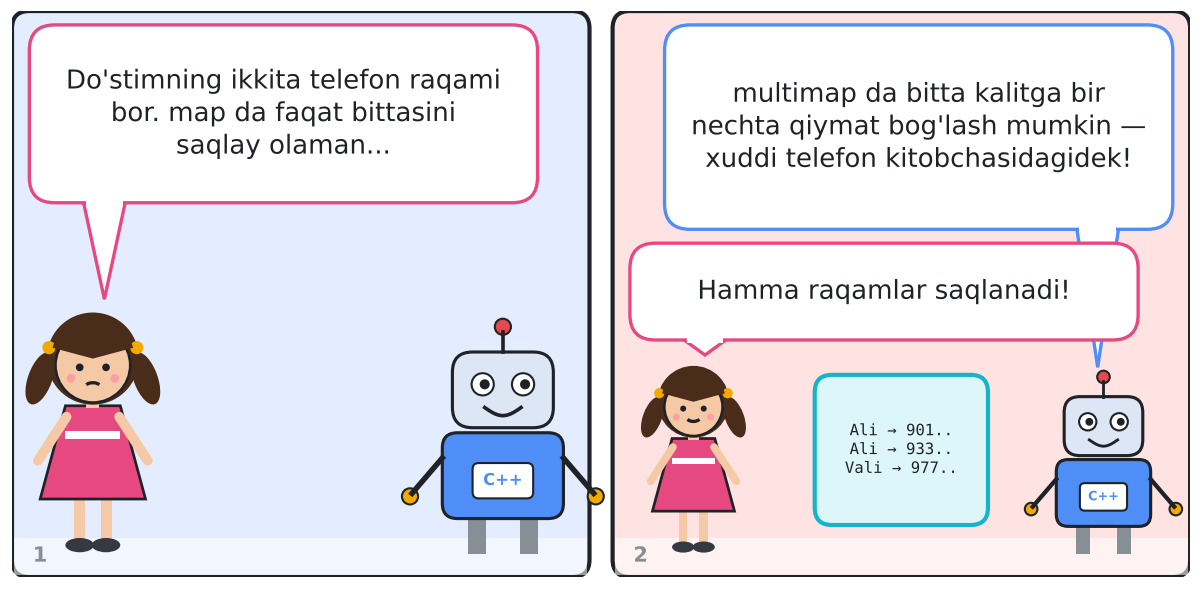 Do'stimning ikkita telefon raqami
bor. map da faqat bittasini
saqlay olaman...
C++
1
multimap da bitta kalitga bir
nechta qiymat bog'lash mumkin —
xuddi telefon kitobchasidagidek!
Hamma raqamlar saqlanadi!
Ali → 901..
Ali → 933..
Vali → 977..
C++
2